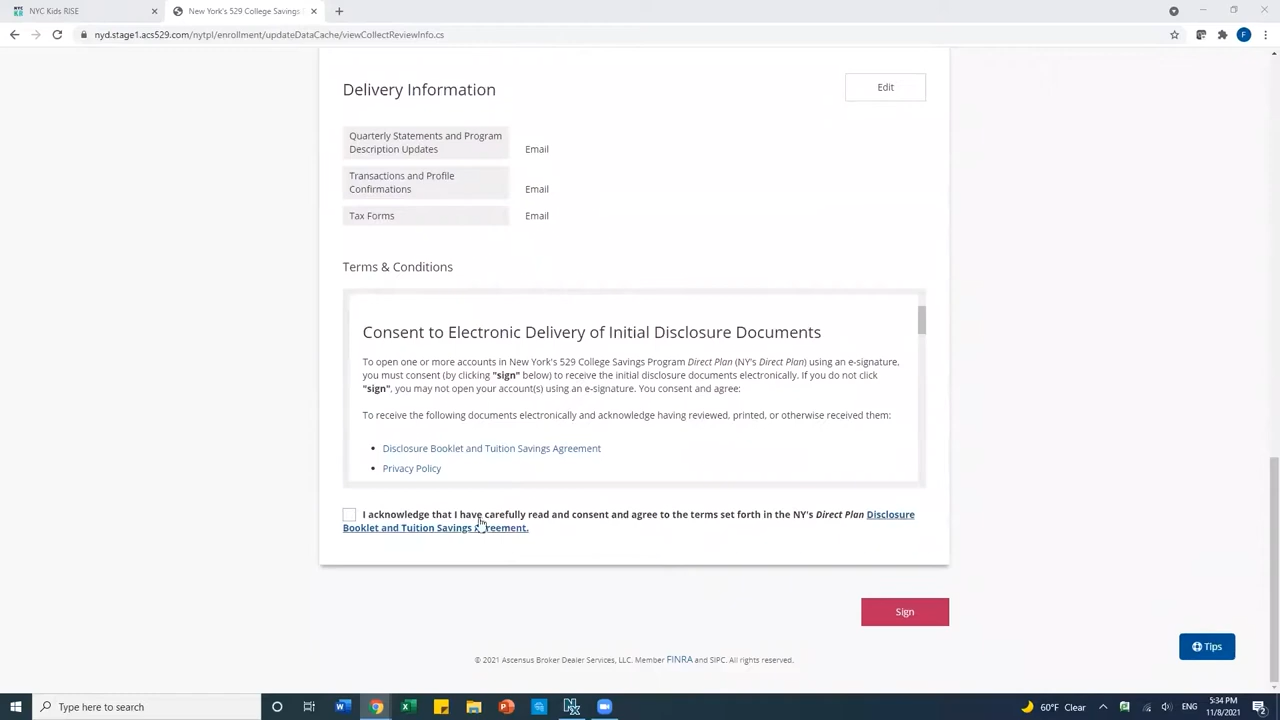 NYC Kids RISE
New York's 529 College Savings
nyd.stage1.acs529.com/nytpl/enrollment/updateDataCache/viewCollectReviewInfo.cs
F
Delivery Information
Edit
Quarterly Statements and Program
Description Updates
Email
Transactions and Profile
Confirmations
Email
Tax Forms
Email
Terms & Conditions
Consent to Electronic Delivery of Initial Disclosure Documents
To open one or more accounts in New York's 529 College Savings Program Direct Plan (NY's Direct Plan) using an e-signature,
you must consent (by clicking "sign" below) to receive the initial disclosure documents electronically. If you do not click
"sign", you may not open your account(s) using an e-signature. You consent and agree:
To receive the following documents electronically and acknowledge having reviewed, printed, or otherwise received them:
• Disclosure Booklet and Tuition Savings Agreement
• Privacy Policy
I acknowledge that I have carefully read and consent and agree to the terms set forth in the NY's Direct Plan Disclosure
Booklet and Tuition Savings Agreement.
Sign
© 2021 Ascensus Broker Dealer Services, LLC. Member FINRA and SIPC. All rights reserved.
Tips
Type here to search
60°F Clear
5:34 PM
11/8/2021
2